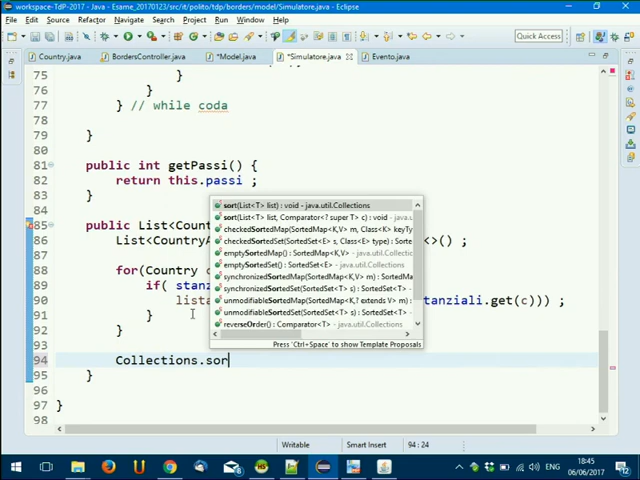 workspace-TdP-2017 - Java - Esame_20170123/src/it/polito/tdp/borders/model/Simulatore.java - Eclipse
File Edit Source Refactor Navigate Search Project Run Window Help
Quick Access
Country.java BordersController.java *Model.java *Simulatore.java Evento.java
75 }
76 }
77 } // while coda
78
79 }
80
81 public int getPassi() {
82 return this.passi ;
83 }
84
85 public List<Count
86 List<CountryA <>() ;
87
88 for(Country c
89 if( stanz
90 lista tanziali.get(c))) ;
91 }
92 }
93
94 Collections.sor
95 }
96
97 }
98
sort(List<T> list) : void - java.util.Collections
sort(List<T> list, Comparator<? super T> c) : void - java.u
checkedSortedMap(SortedMap<K,V> m, Class<K> keyTy
checkedSortedSet(SortedSet<E> s, Class<E> type) : Sort
emptySortedMap() : SortedMap<K,V> - java.util.Collect
emptySortedSet() : SortedSet<E> - java.util.Collections
synchronizedSortedMap(SortedMap<K,V> m) : SortedM
synchronizedSortedSet(SortedSet<T> s) : SortedSet<T>
unmodifiableSortedMap(SortedMap<K,? extends V> m)
unmodifiableSortedSet(SortedSet<T> s) : SortedSet<T>
reverseOrder() : Comparator<T> - java.util.Collections
Press 'Ctrl+Space' to show Template Proposals
Writable Smart Insert 94 : 24
18:45
06/06/2017